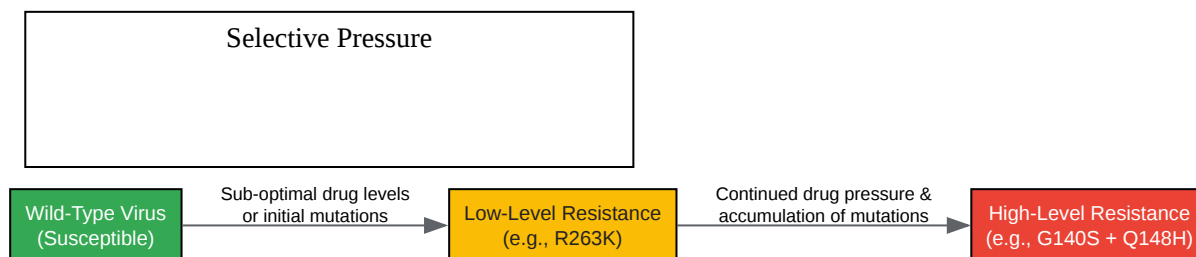 Selective Pressure
Wild-Type Virus
(Susceptible)
Sub-optimal drug levels
or initial mutations
Low-Level Resistance
(e.g., R263K)
Continued drug pressure &
accumulation of mutations
High-Level Resistance
(e.g., G140S + Q148H)